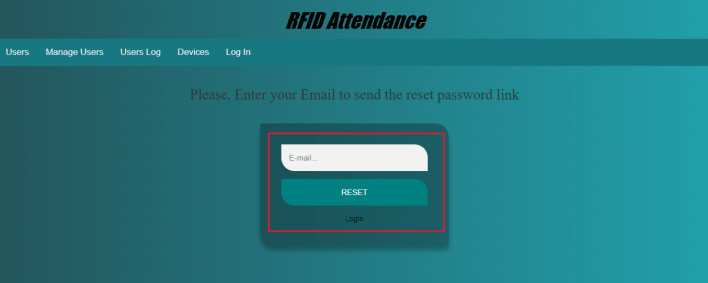 RFID Attendance
Users Manage Users Users Log Devices Log In
Please, Enter your Email to send the reset password link
E-mail...
RESET
LogIn